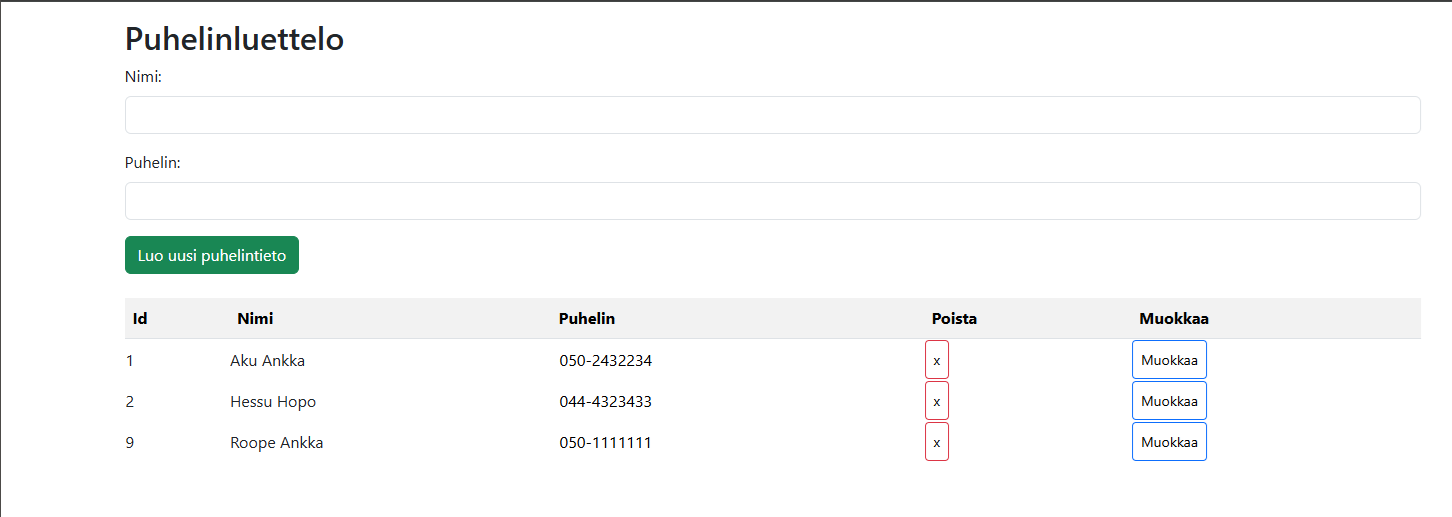 Puhelinluettelo
Nimi:
Puhelin:
Luo uusi puhelintieto
Id Nimi Puhelin Poista Muokkaa
1 Aku Ankka 050-2432234 x Muokkaa
2 Hessu Hopo 044-4323433 x Muokkaa
9 Roope Ankka 050-1111111 x Muokkaa